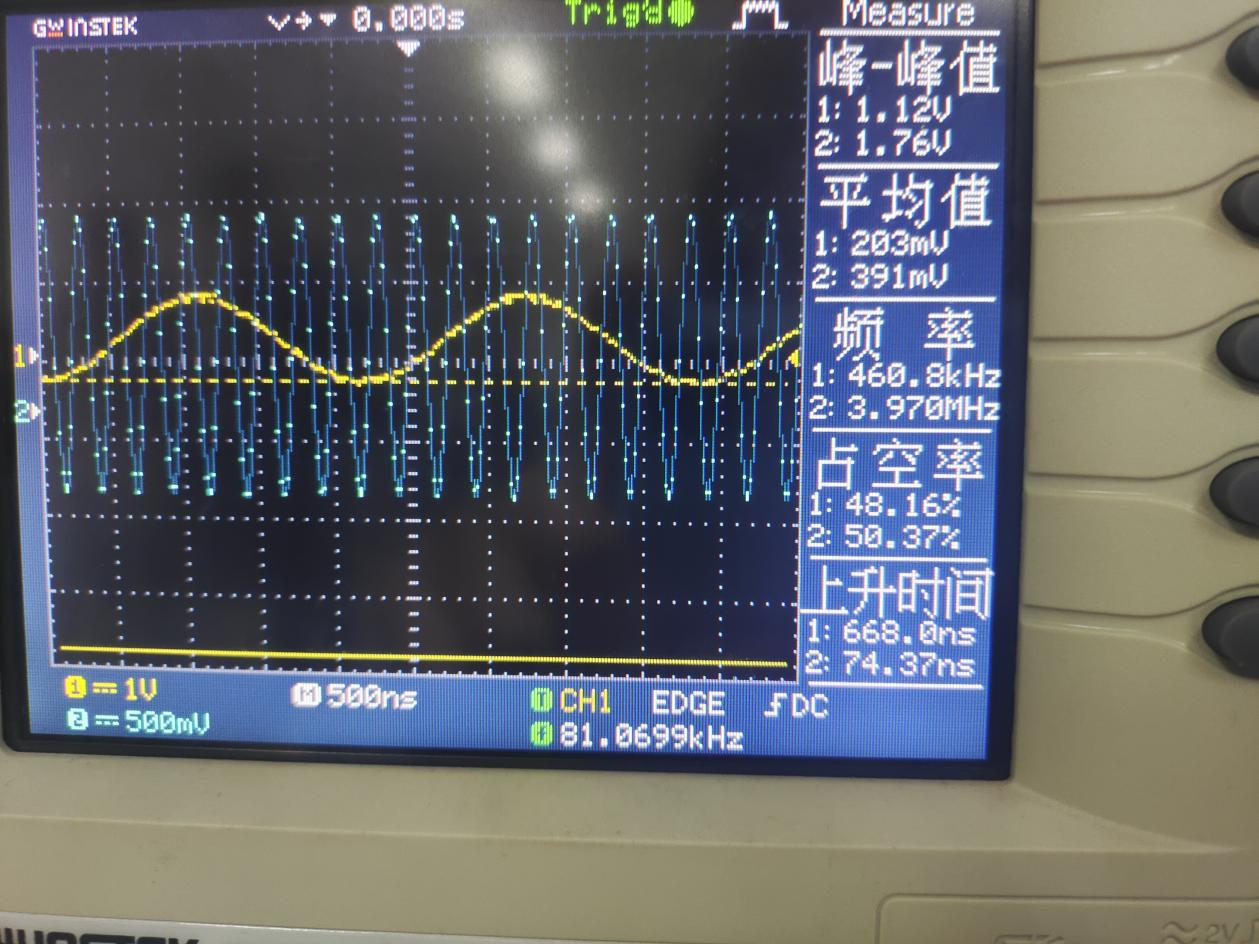 GW INSTEK 0.000s Trig'd
Measure
峰-峰值
1: 1.12V
2: 1.76V
平均值
1: 203mV
2: 391mV
频 率
1: 460.8kHz
2: 3.970MHz
占空率
1: 48.16%
2: 50.37%
上升时间
1: 668.0ns
2: 74.37ns
1
2
1 1V M 500ns T CH1 EDGE DC
2 500mV 81.0699kHz
2V